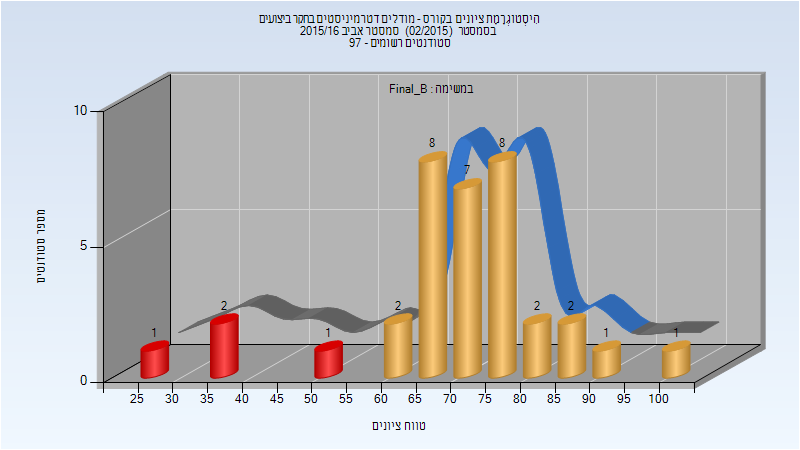 היסטוגרמת ציונים בקורס - מודלים דטרמיניסטים בחקר ביצועים
בסמסטר (02/2015) סמסטר אביב 2015/16
סטודנטים רשומים - 97
במשימה : Final_B
10
5
0
מספר סטודנטים
1
2
1
2
8
7
8
2
2
1
1
25 30 35 40 45 50 55 60 65 70 75 80 85 90 95 100
טווח ציונים